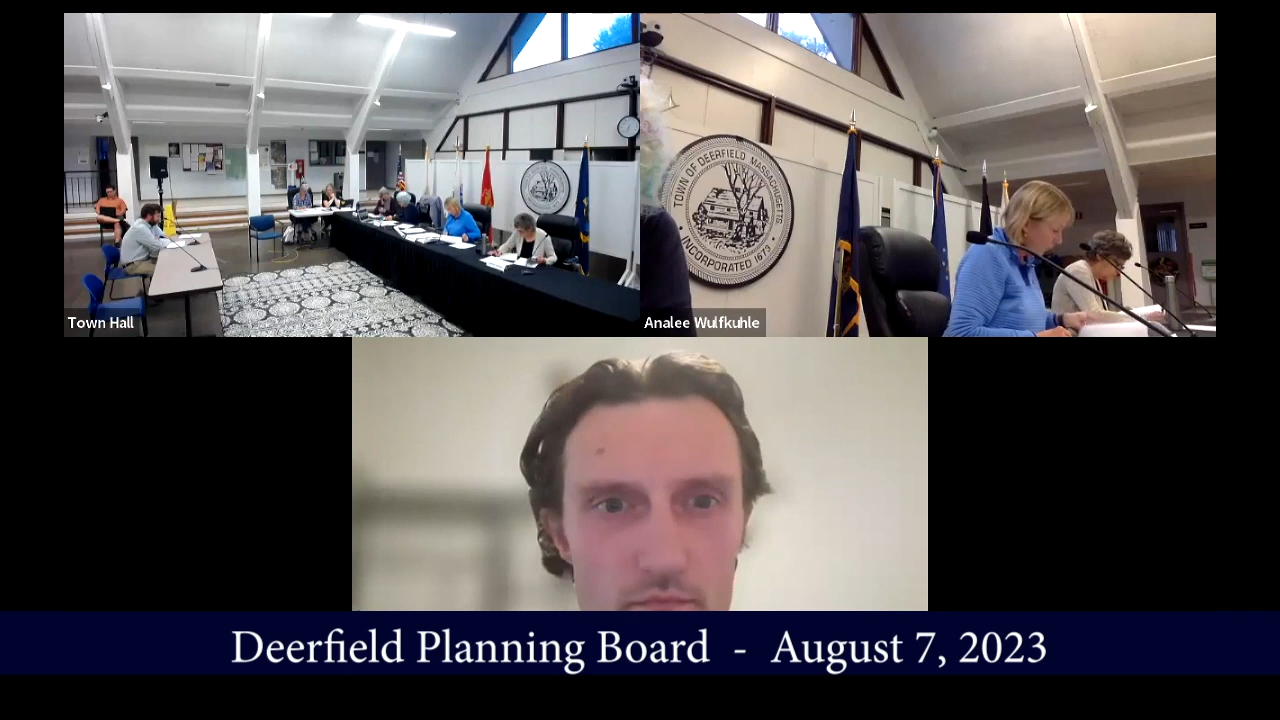 Town Hall
TOWN OF DEERFIELD MASSACHUSETTS
INCORPORATED 1673
Analee Wulfkuhle
Deerfield Planning Board - August 7, 2023